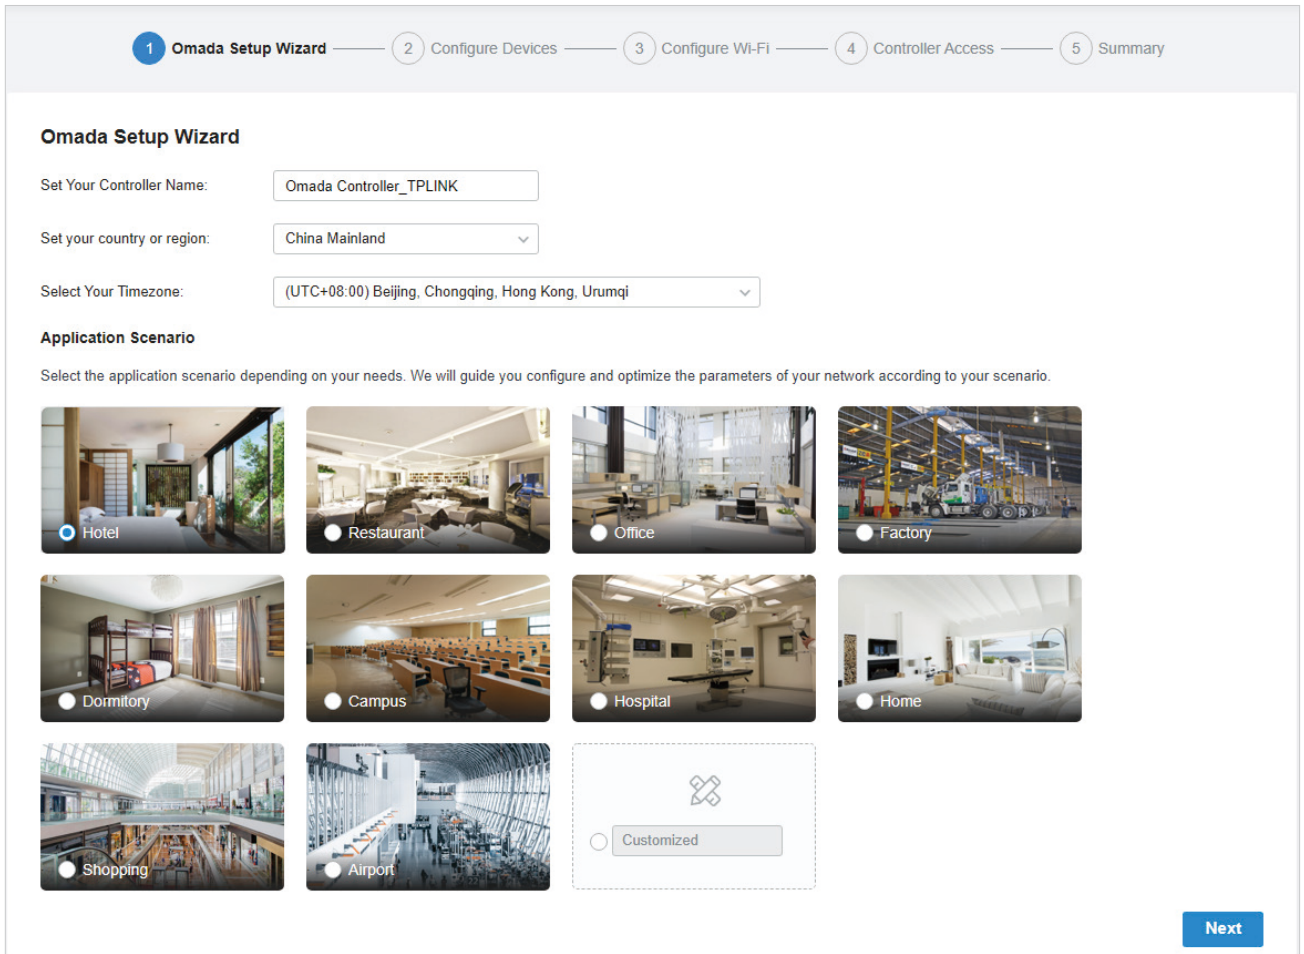 1 Omada Setup Wizard 2 Configure Devices 3 Configure Wi-Fi 4 Controller Access 5 Summary
Omada Setup Wizard
Set Your Controller Name: Omada Controller_TPLINK
Set your country or region: China Mainland
Select Your Timezone: (UTC+08:00) Beijing, Chongqing, Hong Kong, Urumqi
Application Scenario
Select the application scenario depending on your needs. We will guide you configure and optimize the parameters of your network according to your scenario.
Hotel Restaurant Office Factory
Dormitory Campus Hospital Home
Shopping Airport Customized
Next